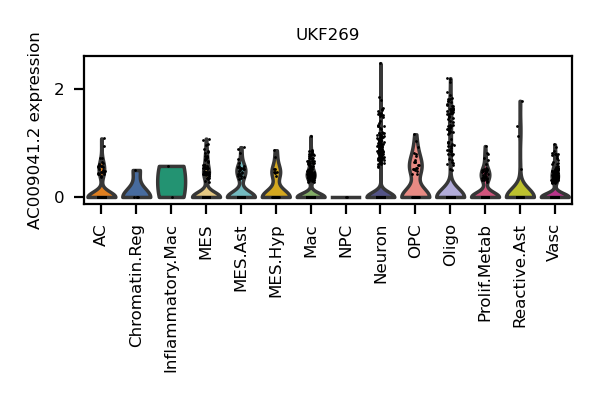 UKF269
AC009041.2 expression
2
0
AC
Chromatin.Reg
Inflammatory.Mac
MES
MES.Ast
MES.Hyp
Mac
NPC
Neuron
OPC
Oligo
Prolif.Metab
Reactive.Ast
Vasc